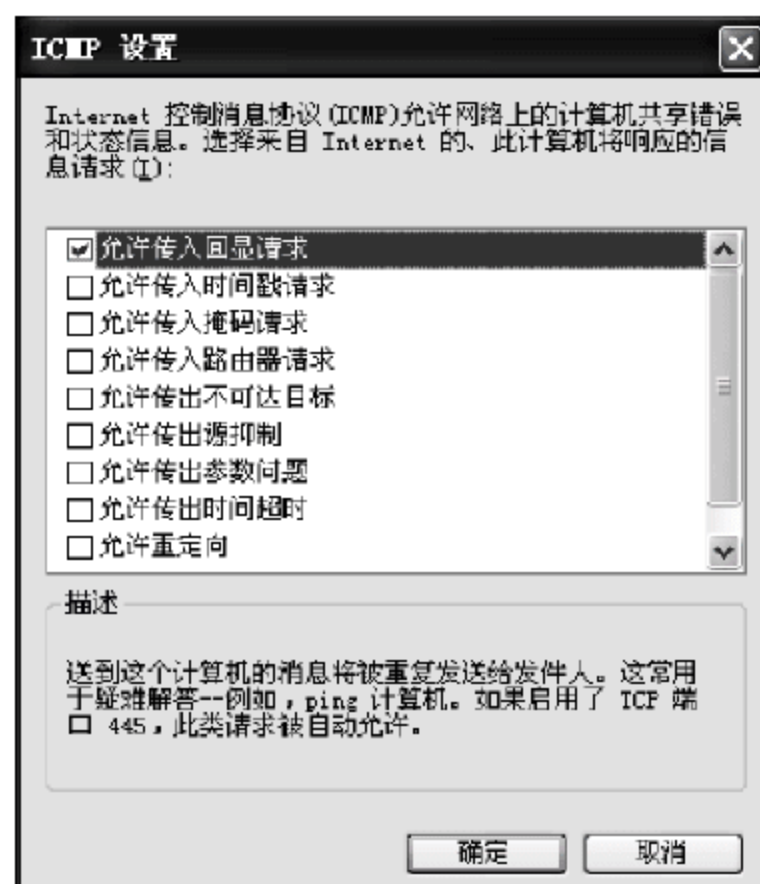 ICMP 设置
Internet 控制消息协议(ICMP)允许网络上的计算机共享错误
和状态信息。选择来自 Internet 的、此计算机将响应的信
息请求(I):
允许传入回显请求
允许传入时间戳请求
允许传入掩码请求
允许传入路由器请求
允许传出不可达目标
允许传出源抑制
允许传出参数问题
允许传出时间超时
允许重定向
描述
送到这个计算机的消息将被重复发送给发件人。这常用
于疑难解答--例如，ping 计算机。如果启用了 TCP 端
口 445，此类请求被自动允许。
确定
取消